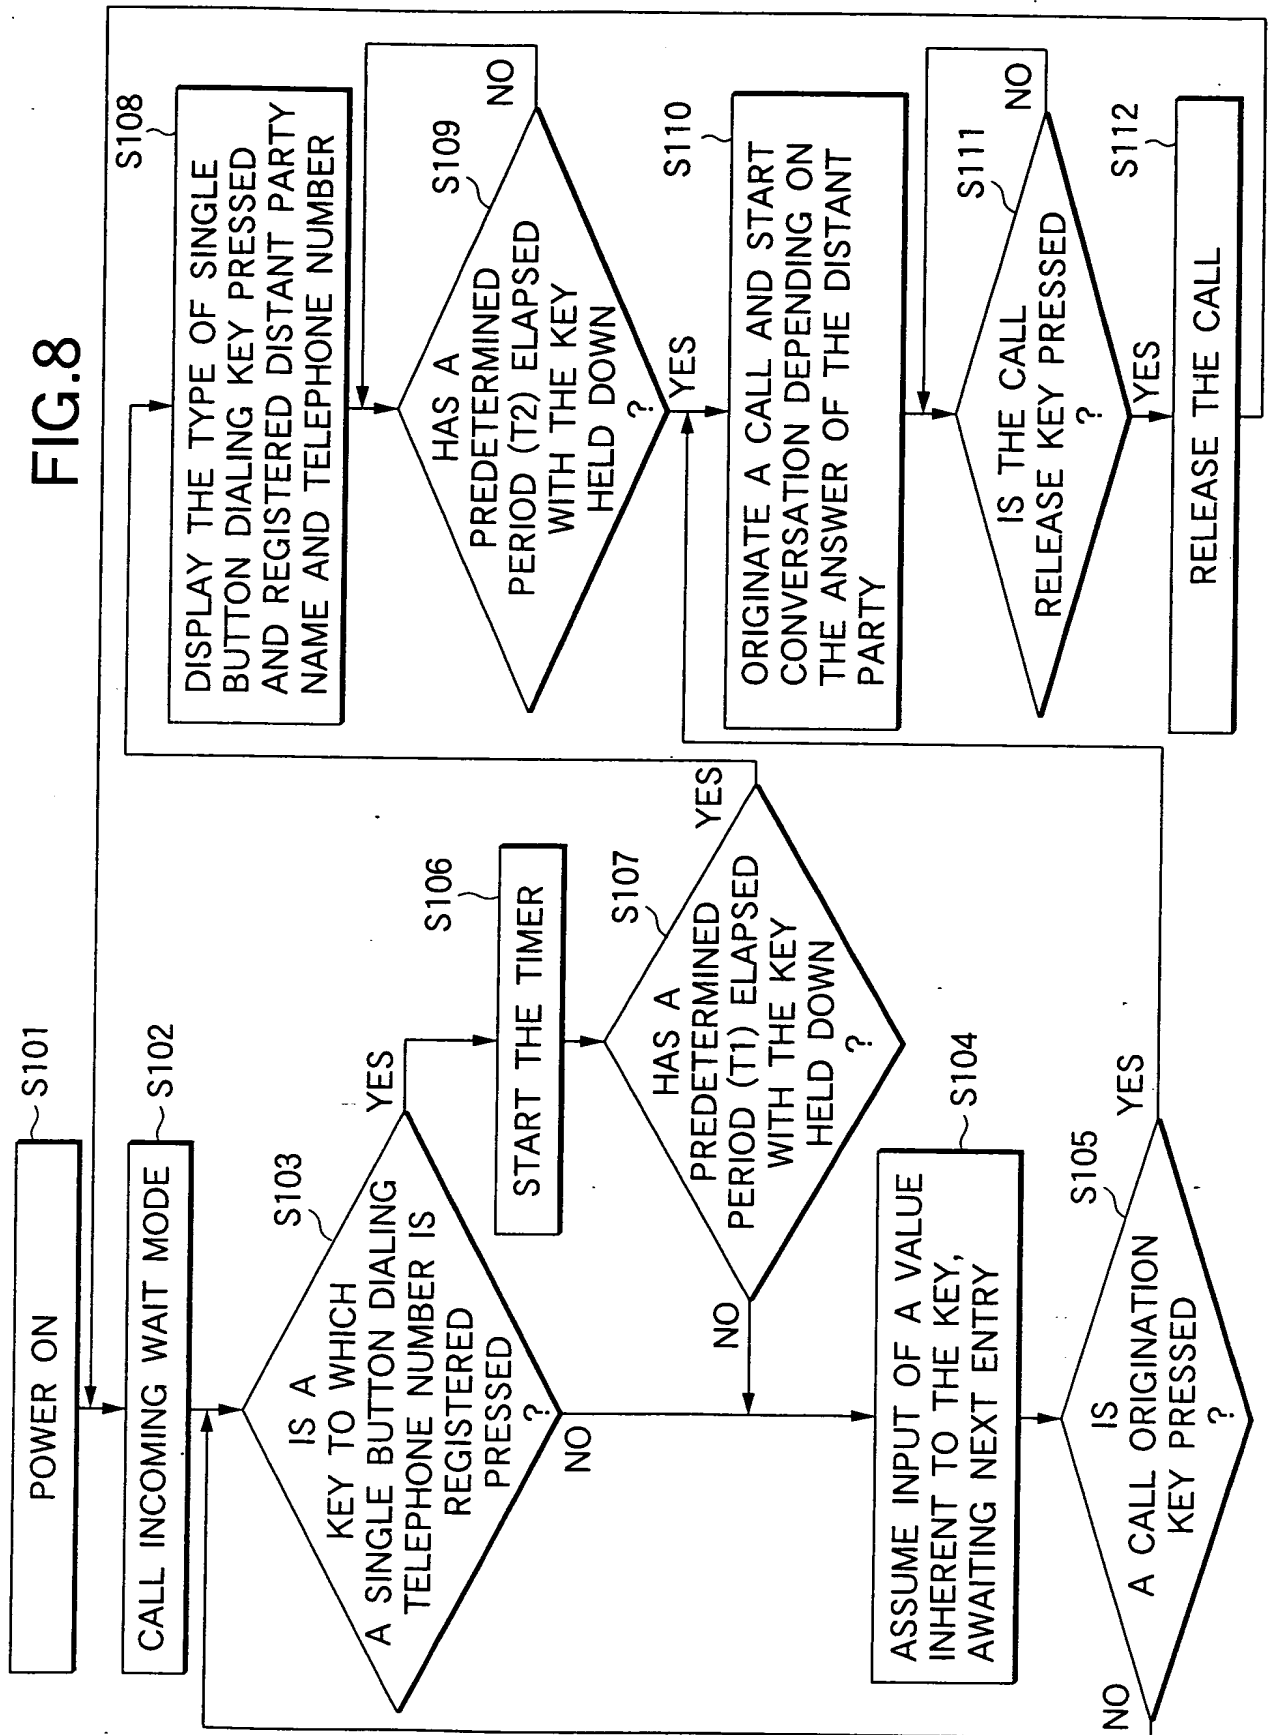 FIG.8
POWER ON
S101
CALL INCOMING WAIT MODE
S102
IS A
KEY TO WHICH
A SINGLE BUTTON DIALING
TELEPHONE NUMBER IS
REGISTERED
PRESSED
?
S103
YES
NO
START THE TIMER
S106
HAS A
PREDETERMINED
PERIOD (T1) ELAPSED
WITH THE KEY
HELD DOWN
?
S107
YES
NO
ASSUME INPUT OF A VALUE
INHERENT TO THE KEY,
AWAITING NEXT ENTRY
S104
IS
A CALL ORIGINATION
KEY PRESSED
?
S105
YES
NO
DISPLAY THE TYPE OF SINGLE
BUTTON DIALING KEY PRESSED
AND REGISTERED DISTANT PARTY
NAME AND TELEPHONE NUMBER
S108
HAS A
PREDETERMINED
PERIOD (T2) ELAPSED
WITH THE KEY
HELD DOWN
?
S109
NO
YES
ORIGINATE A CALL AND START
CONVERSATION DEPENDING ON
THE ANSWER OF THE DISTANT
PARTY
S110
IS THE CALL
RELEASE KEY PRESSED
?
S111
NO
YES
RELEASE THE CALL
S112